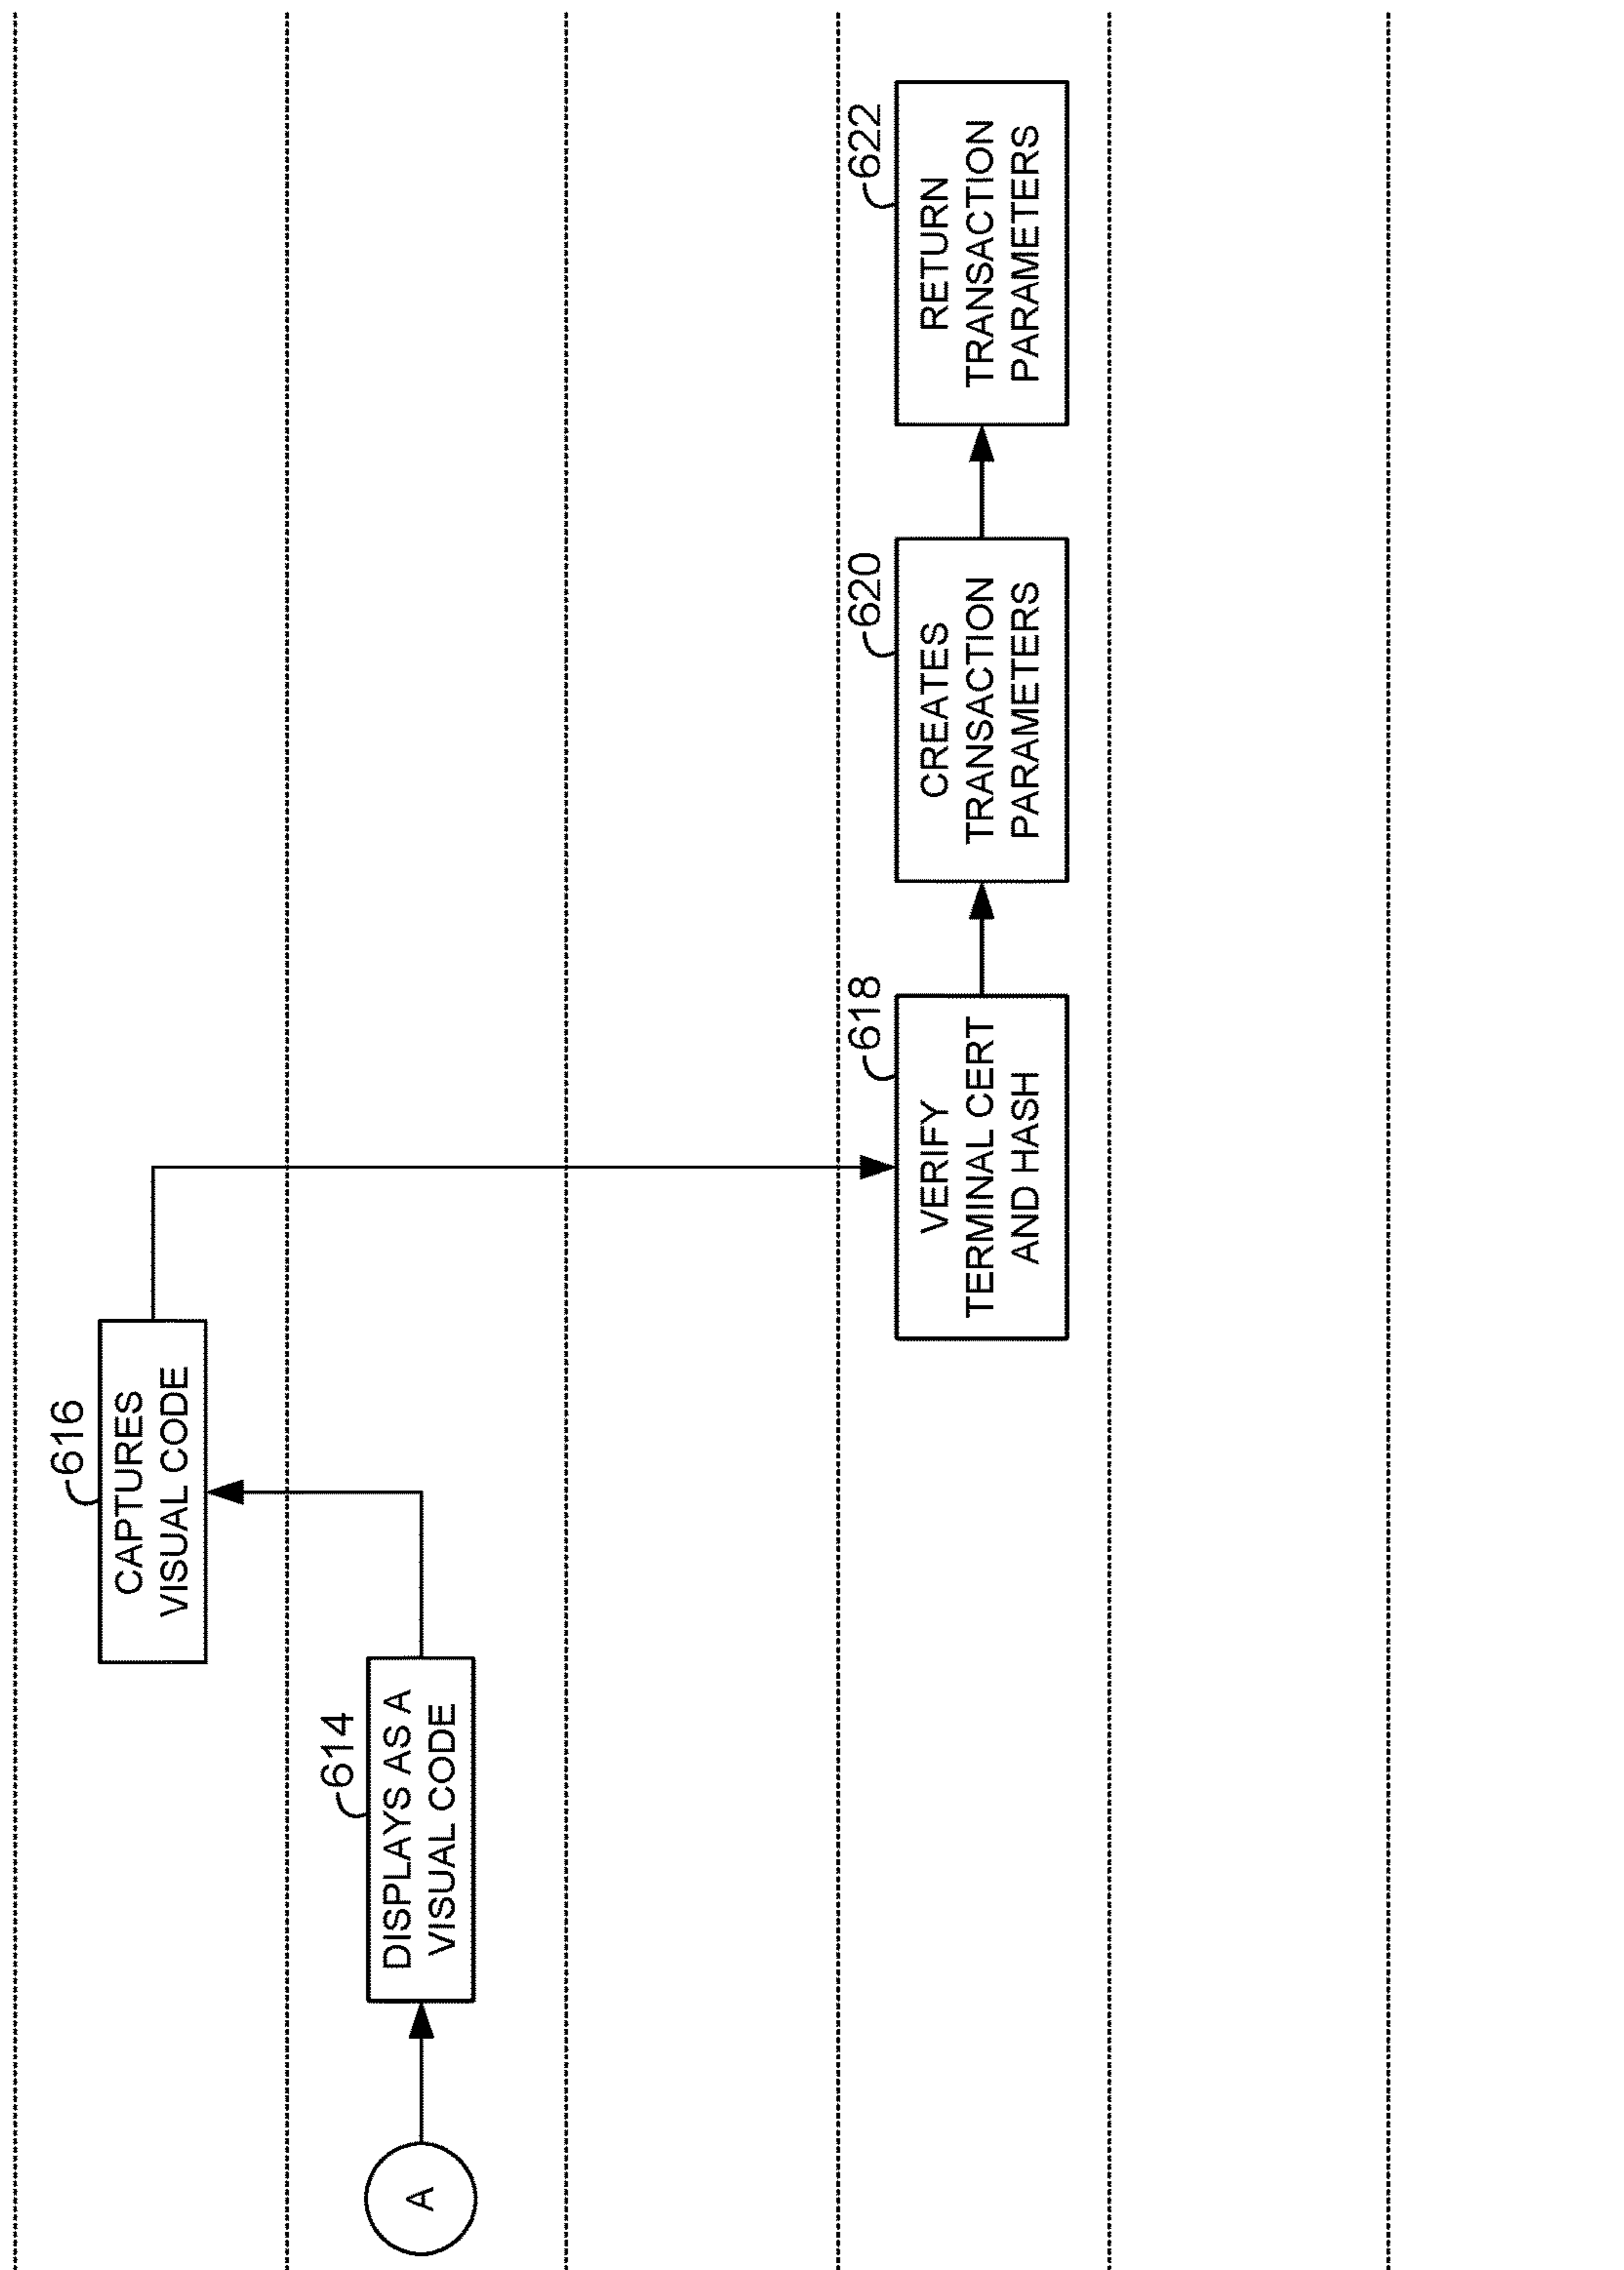 A
614
DISPLAYS AS A
VISUAL CODE
616
CAPTURES
VISUAL CODE
618
VERIFY
TERMINAL CERT
AND HASH
620
CREATES
TRANSACTION
PARAMETERS
622
RETURN
TRANSACTION
PARAMETERS